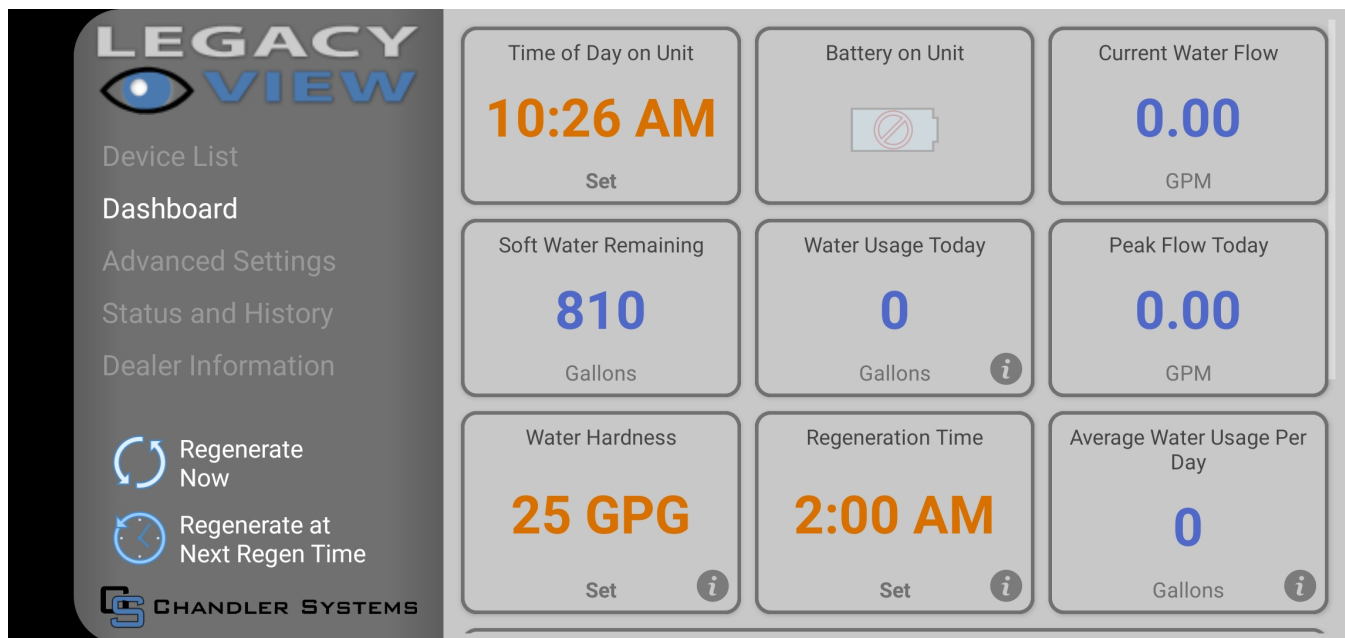 LEGACY
VIEW
Device List
Dashboard
Advanced Settings
Status and History
Dealer Information
Regenerate
Now
Regenerate at
Next Regen Time
CS CHANDLER SYSTEMS
Time of Day on Unit
10:26 AM
Set
Battery on Unit
Current Water Flow
0.00
GPM
Soft Water Remaining
810
Gallons
Water Usage Today
0
Gallons
i
Peak Flow Today
0.00
GPM
Water Hardness
25 GPG
Set
i
Regeneration Time
2:00 AM
Set
i
Average Water Usage Per
Day
0
Gallons
i